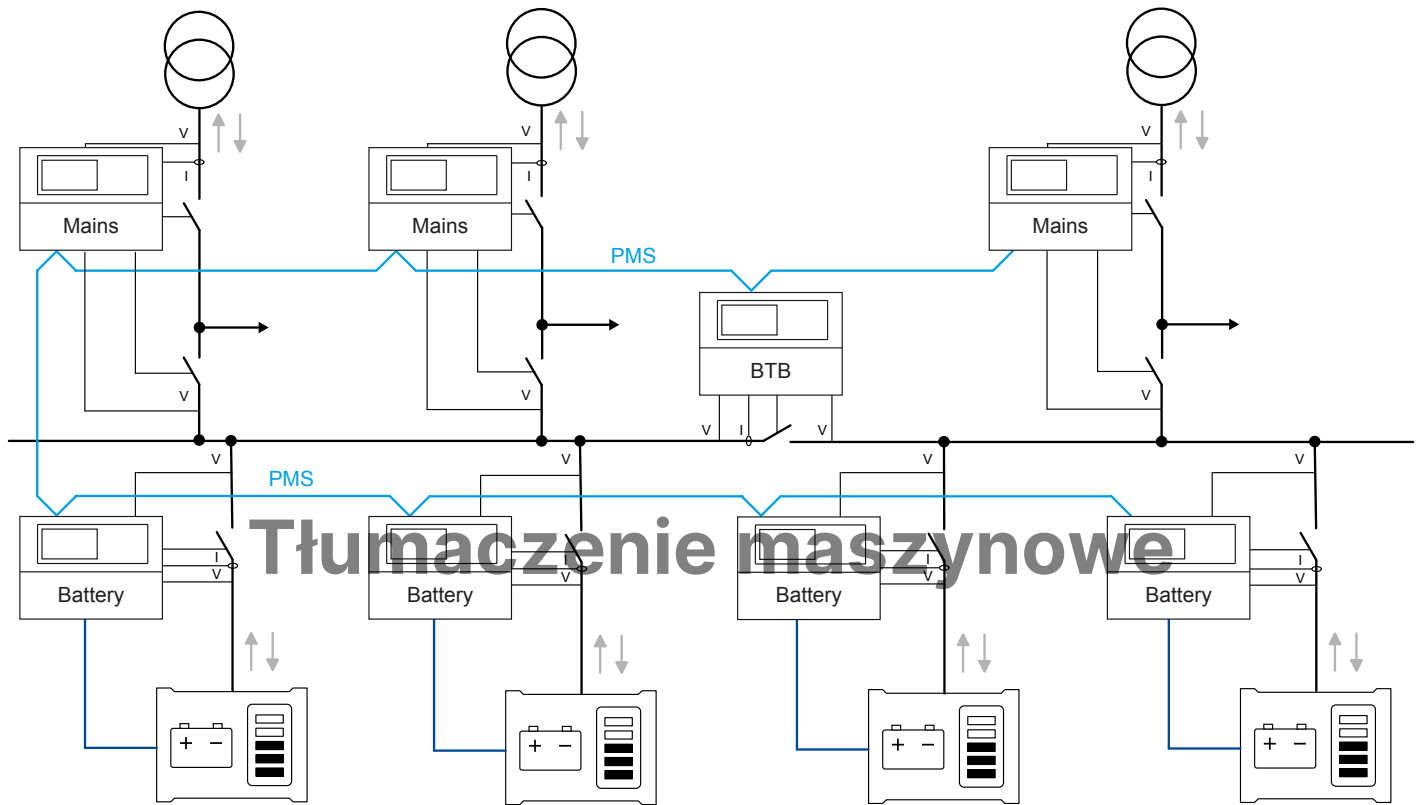 V
V
V
I
I
I
Mains
Mains
Mains
PMS
BTB
V
V
V
V
I
V
V
V
V
V
PMS
Tłumaczenie maszynowe
I
I
I
I
V
V
V
V
Battery
Battery
Battery
Battery
+ −
+ −
+ −
+ −